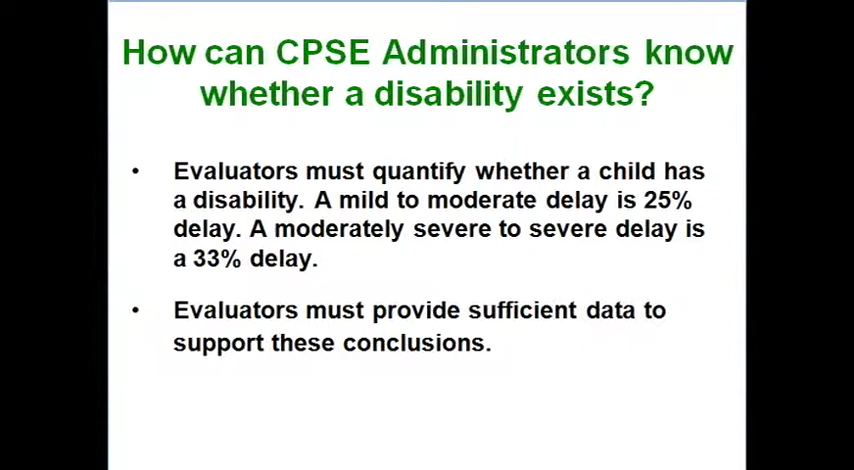 How can CPSE Administrators know
whether a disability exists?
• Evaluators must quantify whether a child has
a disability. A mild to moderate delay is 25%
delay. A moderately severe to severe delay is
a 33% delay.
• Evaluators must provide sufficient data to
support these conclusions.